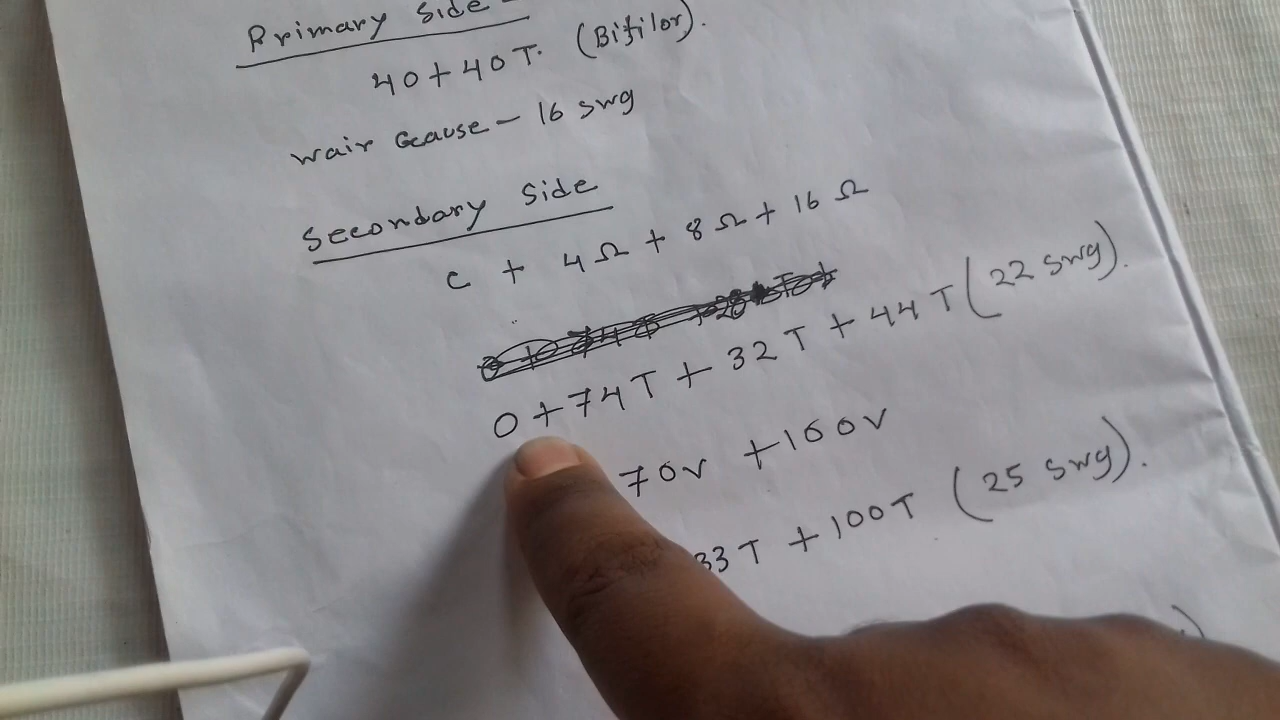 Primary Side -
40+40T. (Bifilor).
Wair Gause - 16 swg
Secondary Side
C + 4Ω + 8Ω + 16Ω
0+74T + 32T + 44T (22 swg).
70v +100v
33T +100T (25 swg).